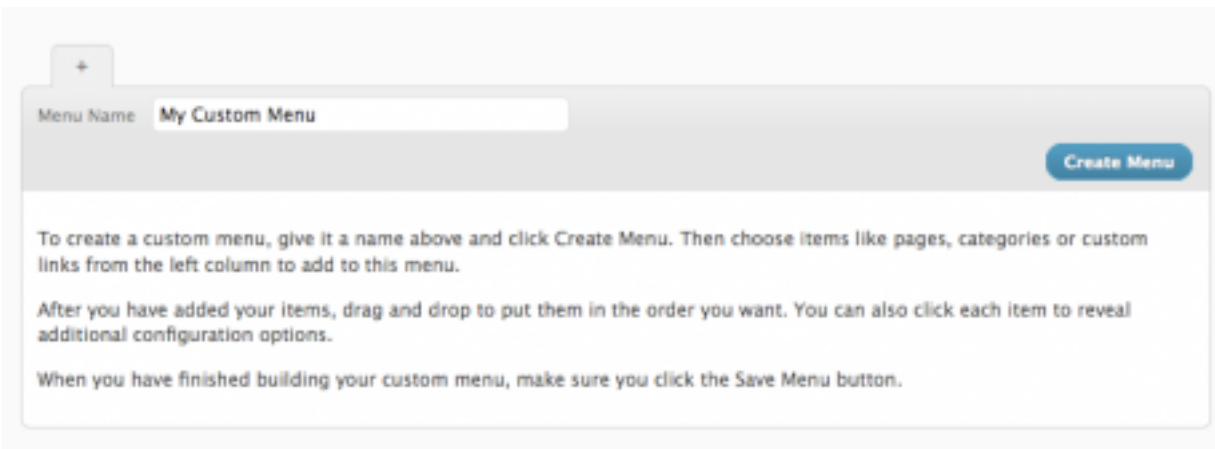 +
Menu Name My Custom Menu
Create Menu
To create a custom menu, give it a name above and click Create Menu. Then choose items like pages, categories or custom
links from the left column to add to this menu.
After you have added your items, drag and drop to put them in the order you want. You can also click each item to reveal
additional configuration options.
When you have finished building your custom menu, make sure you click the Save Menu button.